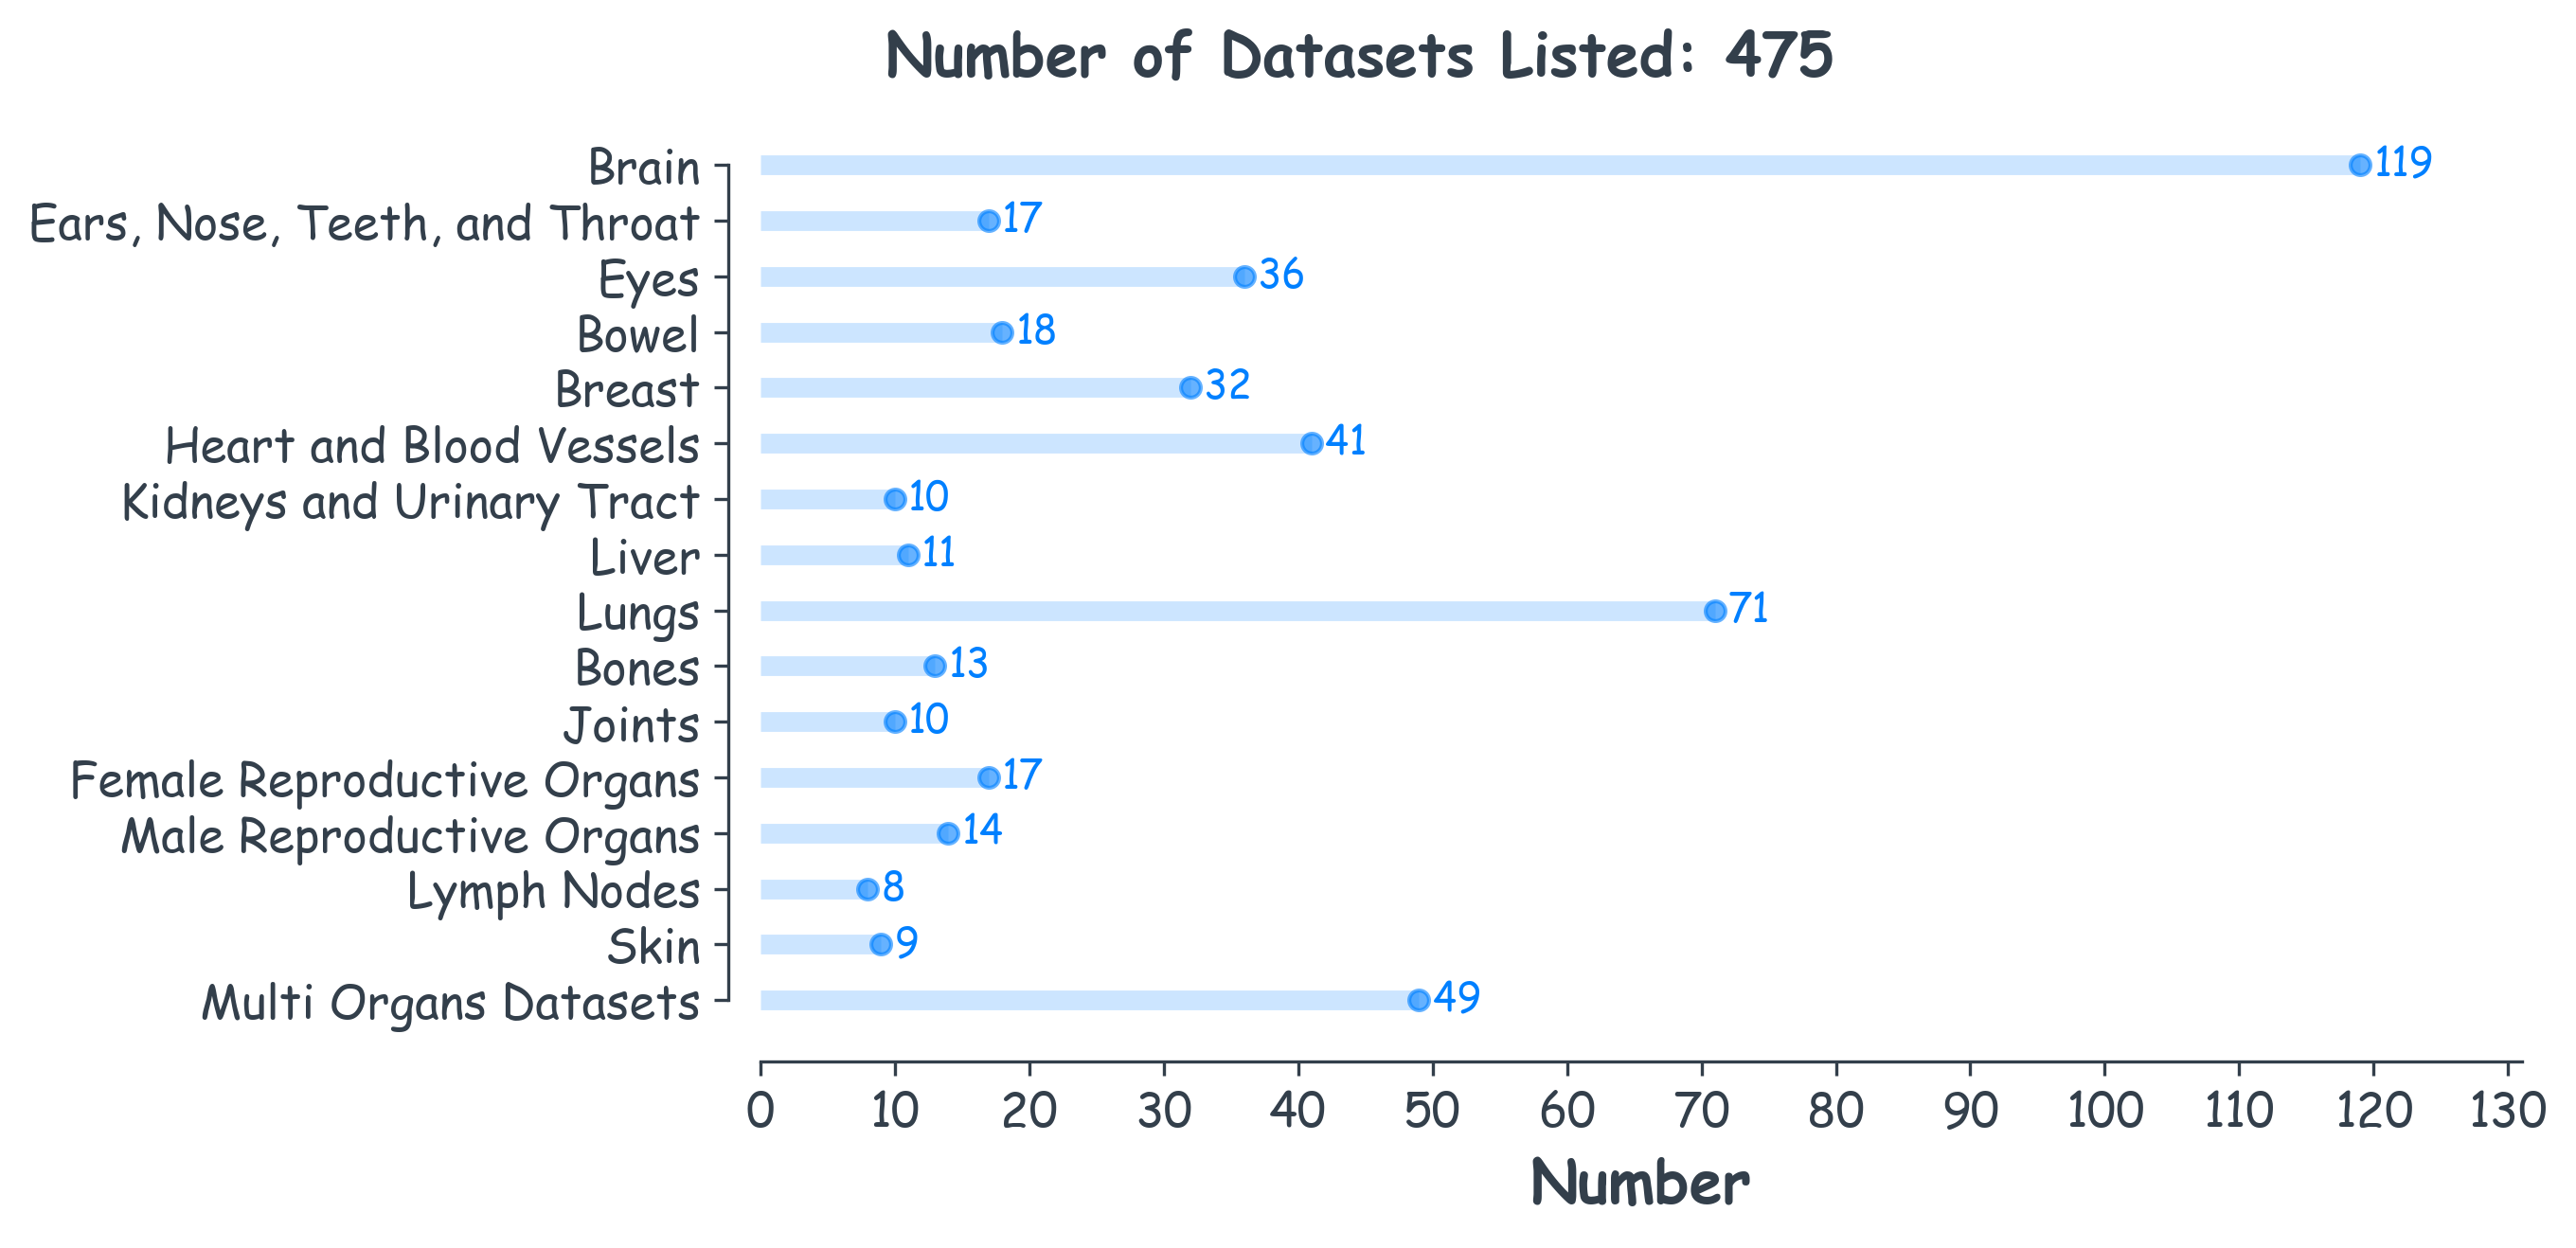 Number of Datasets Listed: 475
Brain 119
Ears, Nose, Teeth, and Throat 17
Eyes 36
Bowel 18
Breast 32
Heart and Blood Vessels 41
Kidneys and Urinary Tract 10
Liver 11
Lungs 71
Bones 13
Joints 10
Female Reproductive Organs 17
Male Reproductive Organs 14
Lymph Nodes 8
Skin 9
Multi Organs Datasets 49
0 10 20 30 40 50 60 70 80 90 100 110 120 130
Number